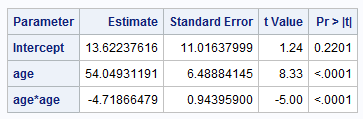 Parameter Estimate Standard Error t Value Pr > |t|
Intercept 13.62237616 11.01637999 1.24 0.2201
age 54.04931191 6.48884145 8.33 <.0001
age*age -4.71866479 0.94395900 -5.00 <.0001